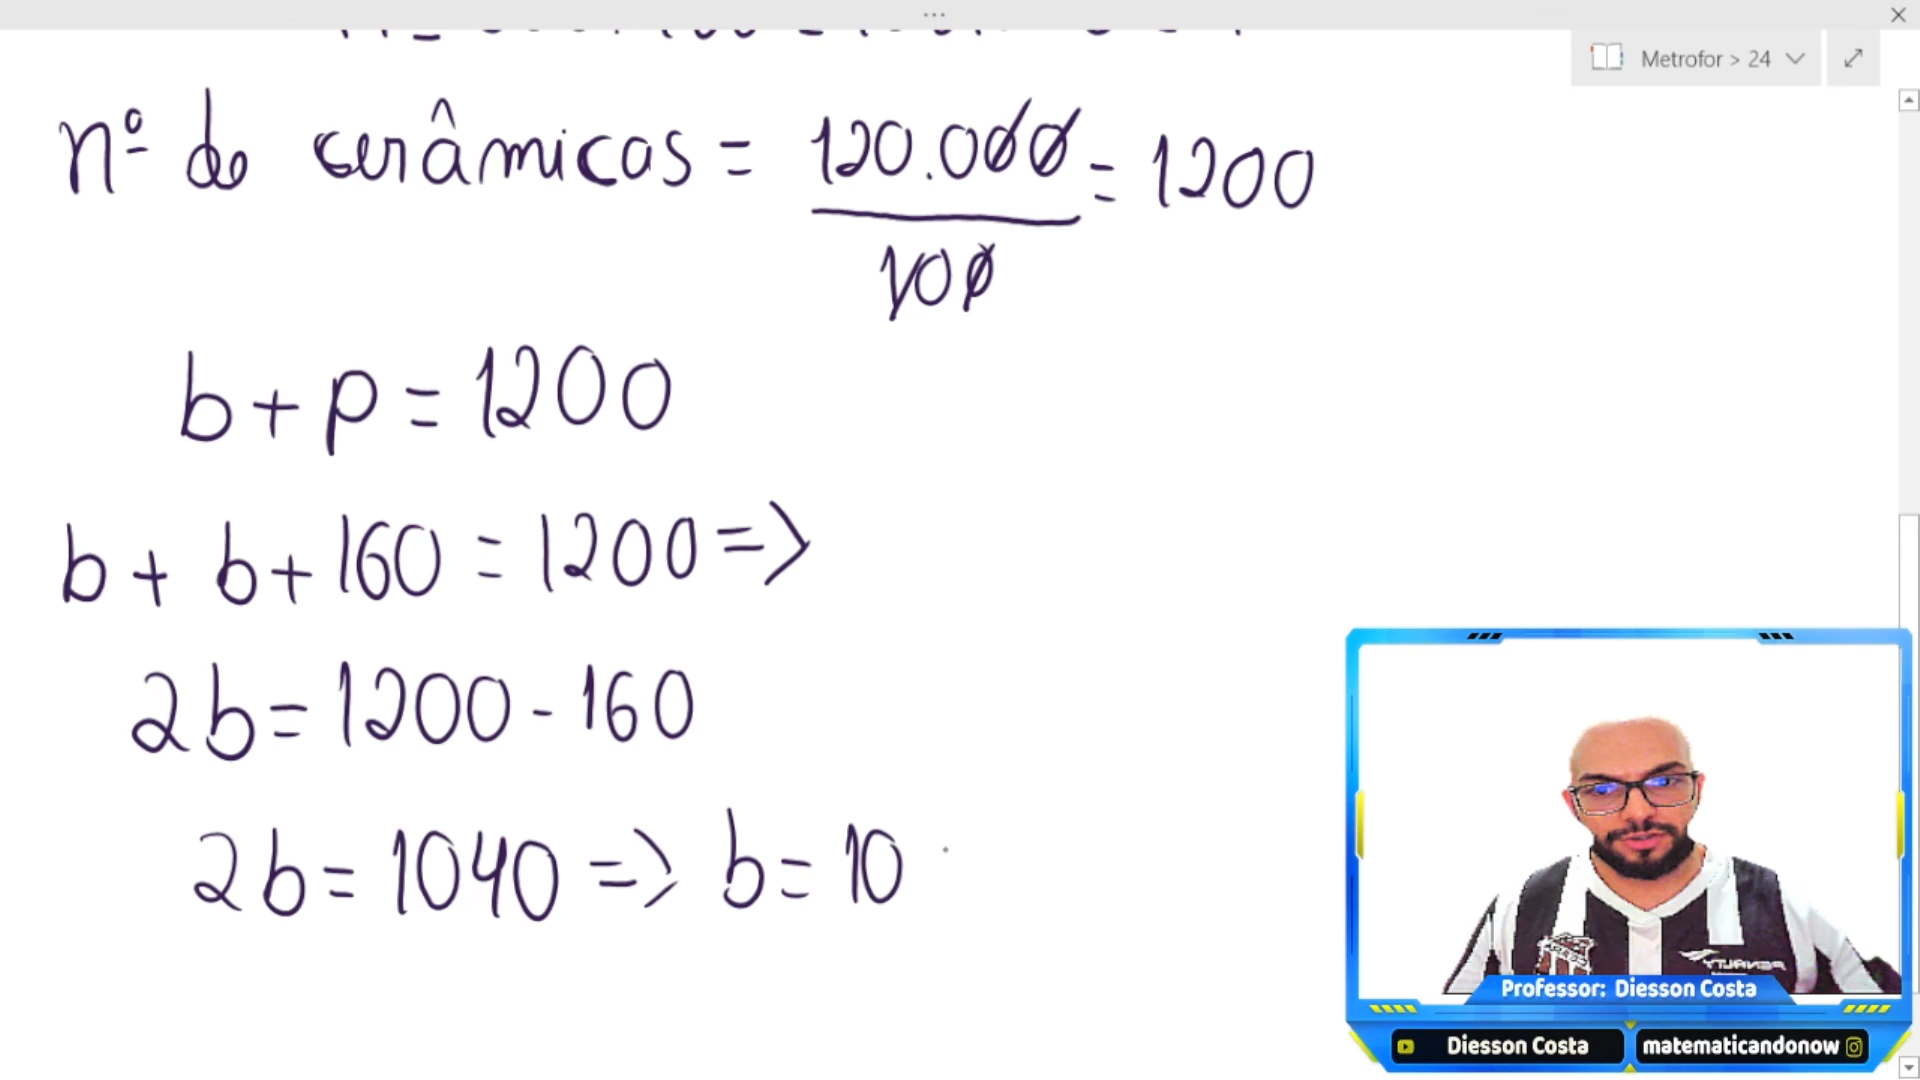 Metrofor > 24
nº de cerâmicas = 120.000 = 1200
100
b + p = 1200
b + b + 160 = 1200 =>
2b = 1200 - 160
2b = 1040 => b = 10
PENALTY
Professor: Diesson Costa
Diesson Costa
matematicandonow